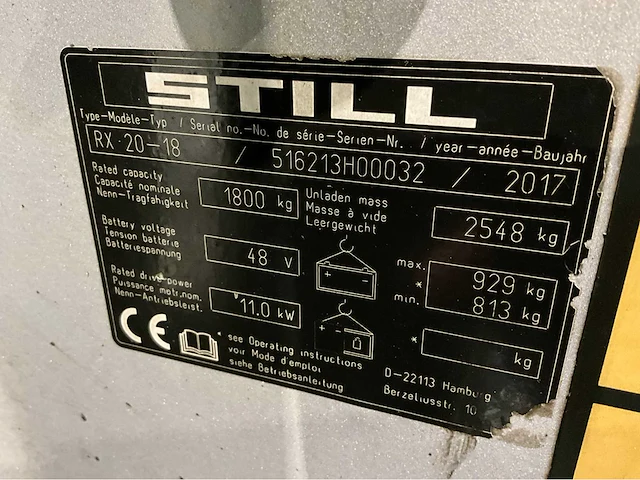 STILL
Type-Modèle-Typ / Serial no.-No. de série-Serien-Nr. / year-année-Baujahr
RX 20-18 / 516213H00032 / 2017
Rated capacity
Capacité nominale
Nenn-Tragfähigkeit
1800 kg
Unladen mass
Masse à vide
Leergewicht
2548 kg
Battery voltage
Tension batterie
Batteriespannung
48 V
max.
*
min.
929 kg
813 kg
Rated drive power
Puissance motr.nom.
Nenn-Antriebsleist.
11.0 kW
* kg
CE
* see Operating instructions
voir Mode d'emploi
siehe Betriebsanleitung
D-22113 Hamburg
Berzeliusstr. 10